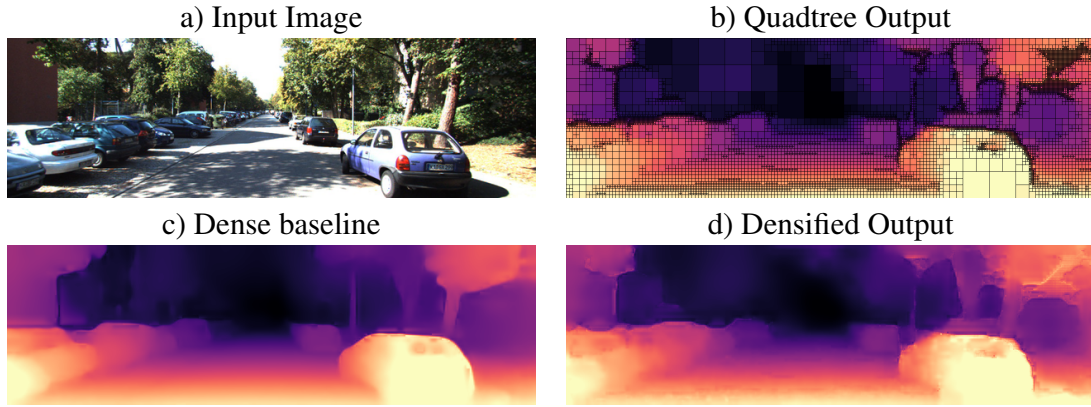 a) Input Image
b) Quadtree Output
c) Dense baseline
d) Densified Output